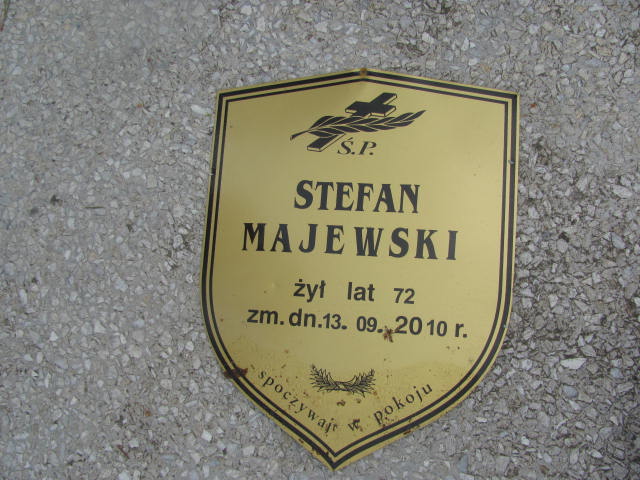 Ś.P.
STEFAN
MAJEWSKI
żył lat 72
zm. dn. 13. 09. 2010 r.
spoczywaj w pokoju